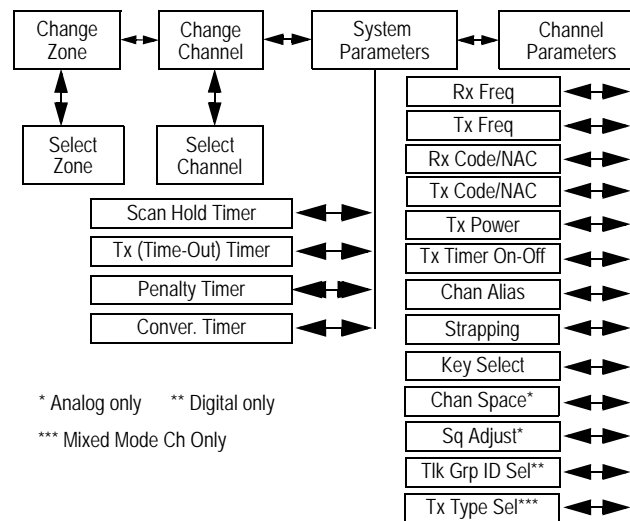 Change
Zone
Change
Channel
System
Parameters
Channel
Parameters
Select
Zone
Select
Channel
Scan Hold Timer
Tx (Time-Out) Timer
Penalty Timer
Conver. Timer
Rx Freq
Tx Freq
Rx Code/NAC
Tx Code/NAC
Tx Power
Tx Timer On-Off
Chan Alias
Strapping
Key Select
Chan Space*
Sq Adjust*
Tlk Grp ID Sel**
Tx Type Sel***
* Analog only ** Digital only
*** Mixed Mode Ch Only